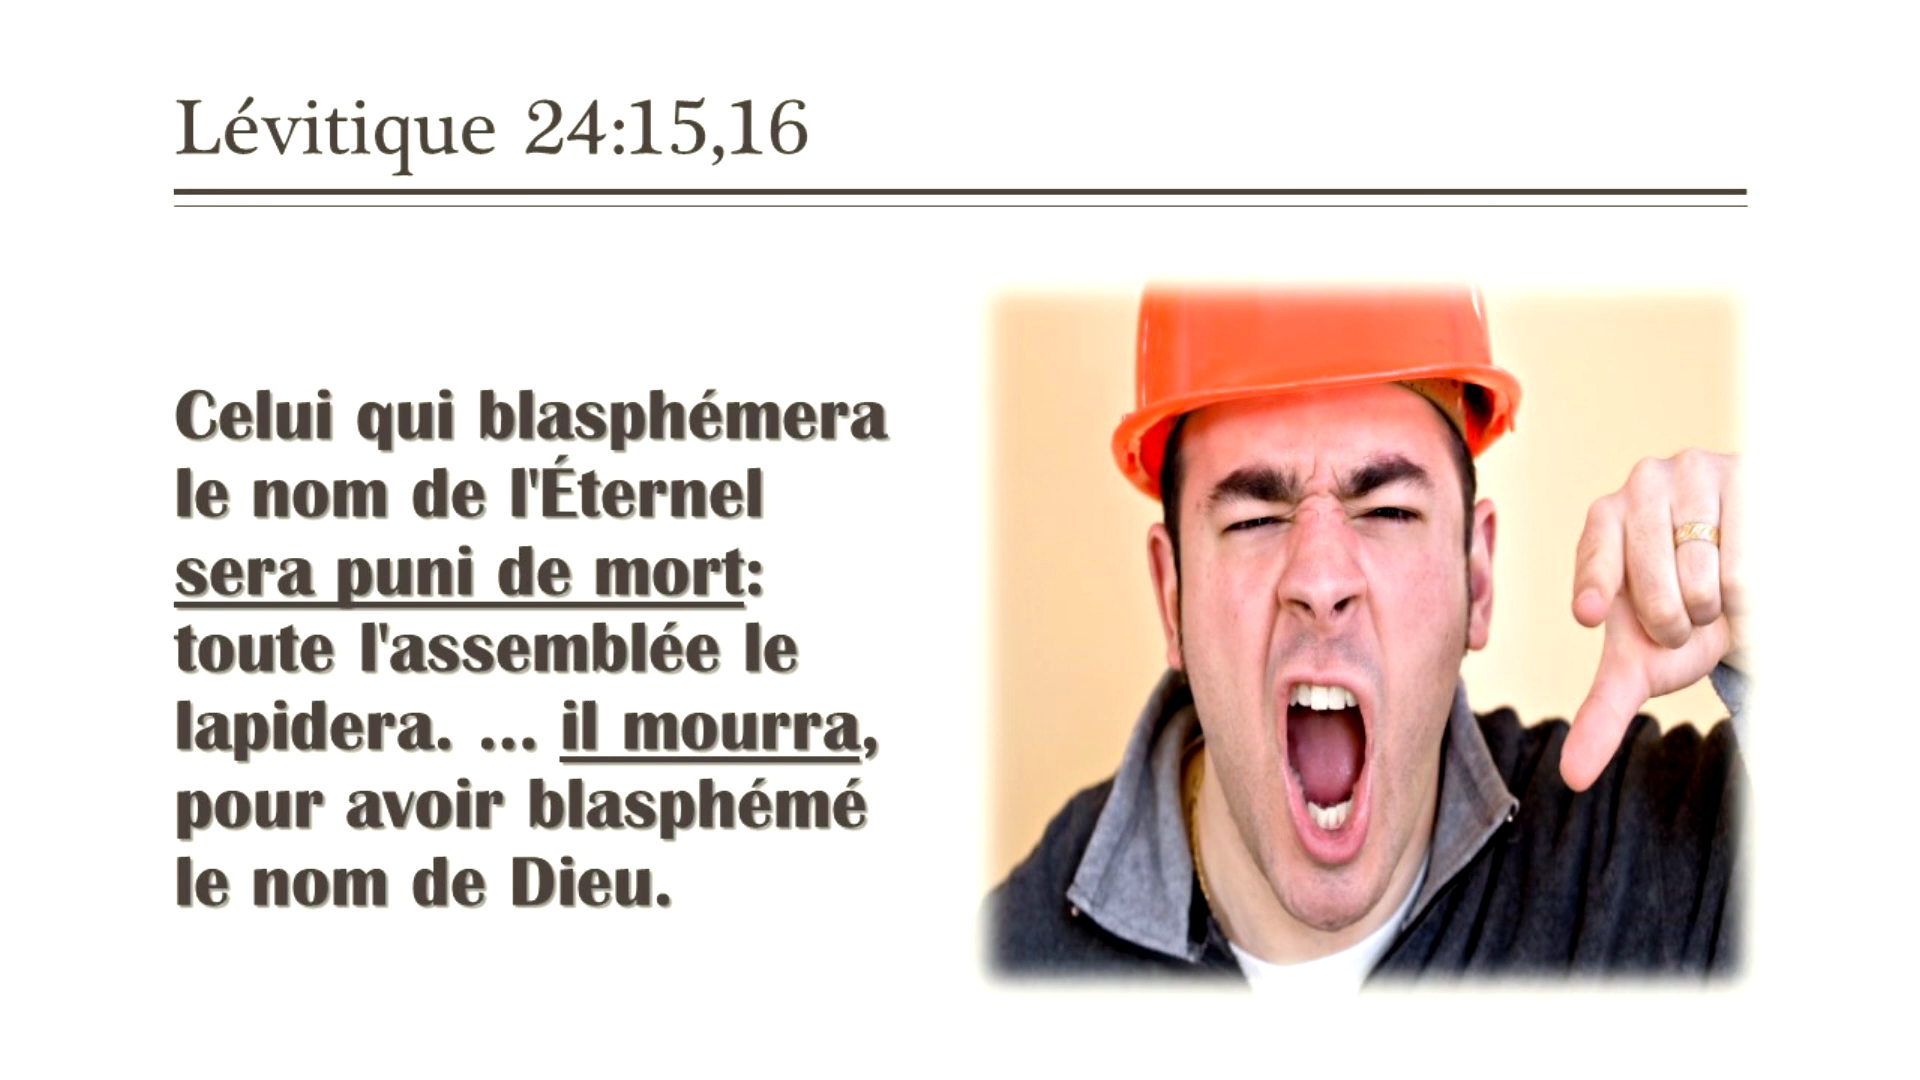 Lévitique 24:15,16
Celui qui blasphémera
le nom de l'Éternel
sera puni de mort:
toute l'assemblée le
lapidera. ... il mourra,
pour avoir blasphémé
le nom de Dieu.